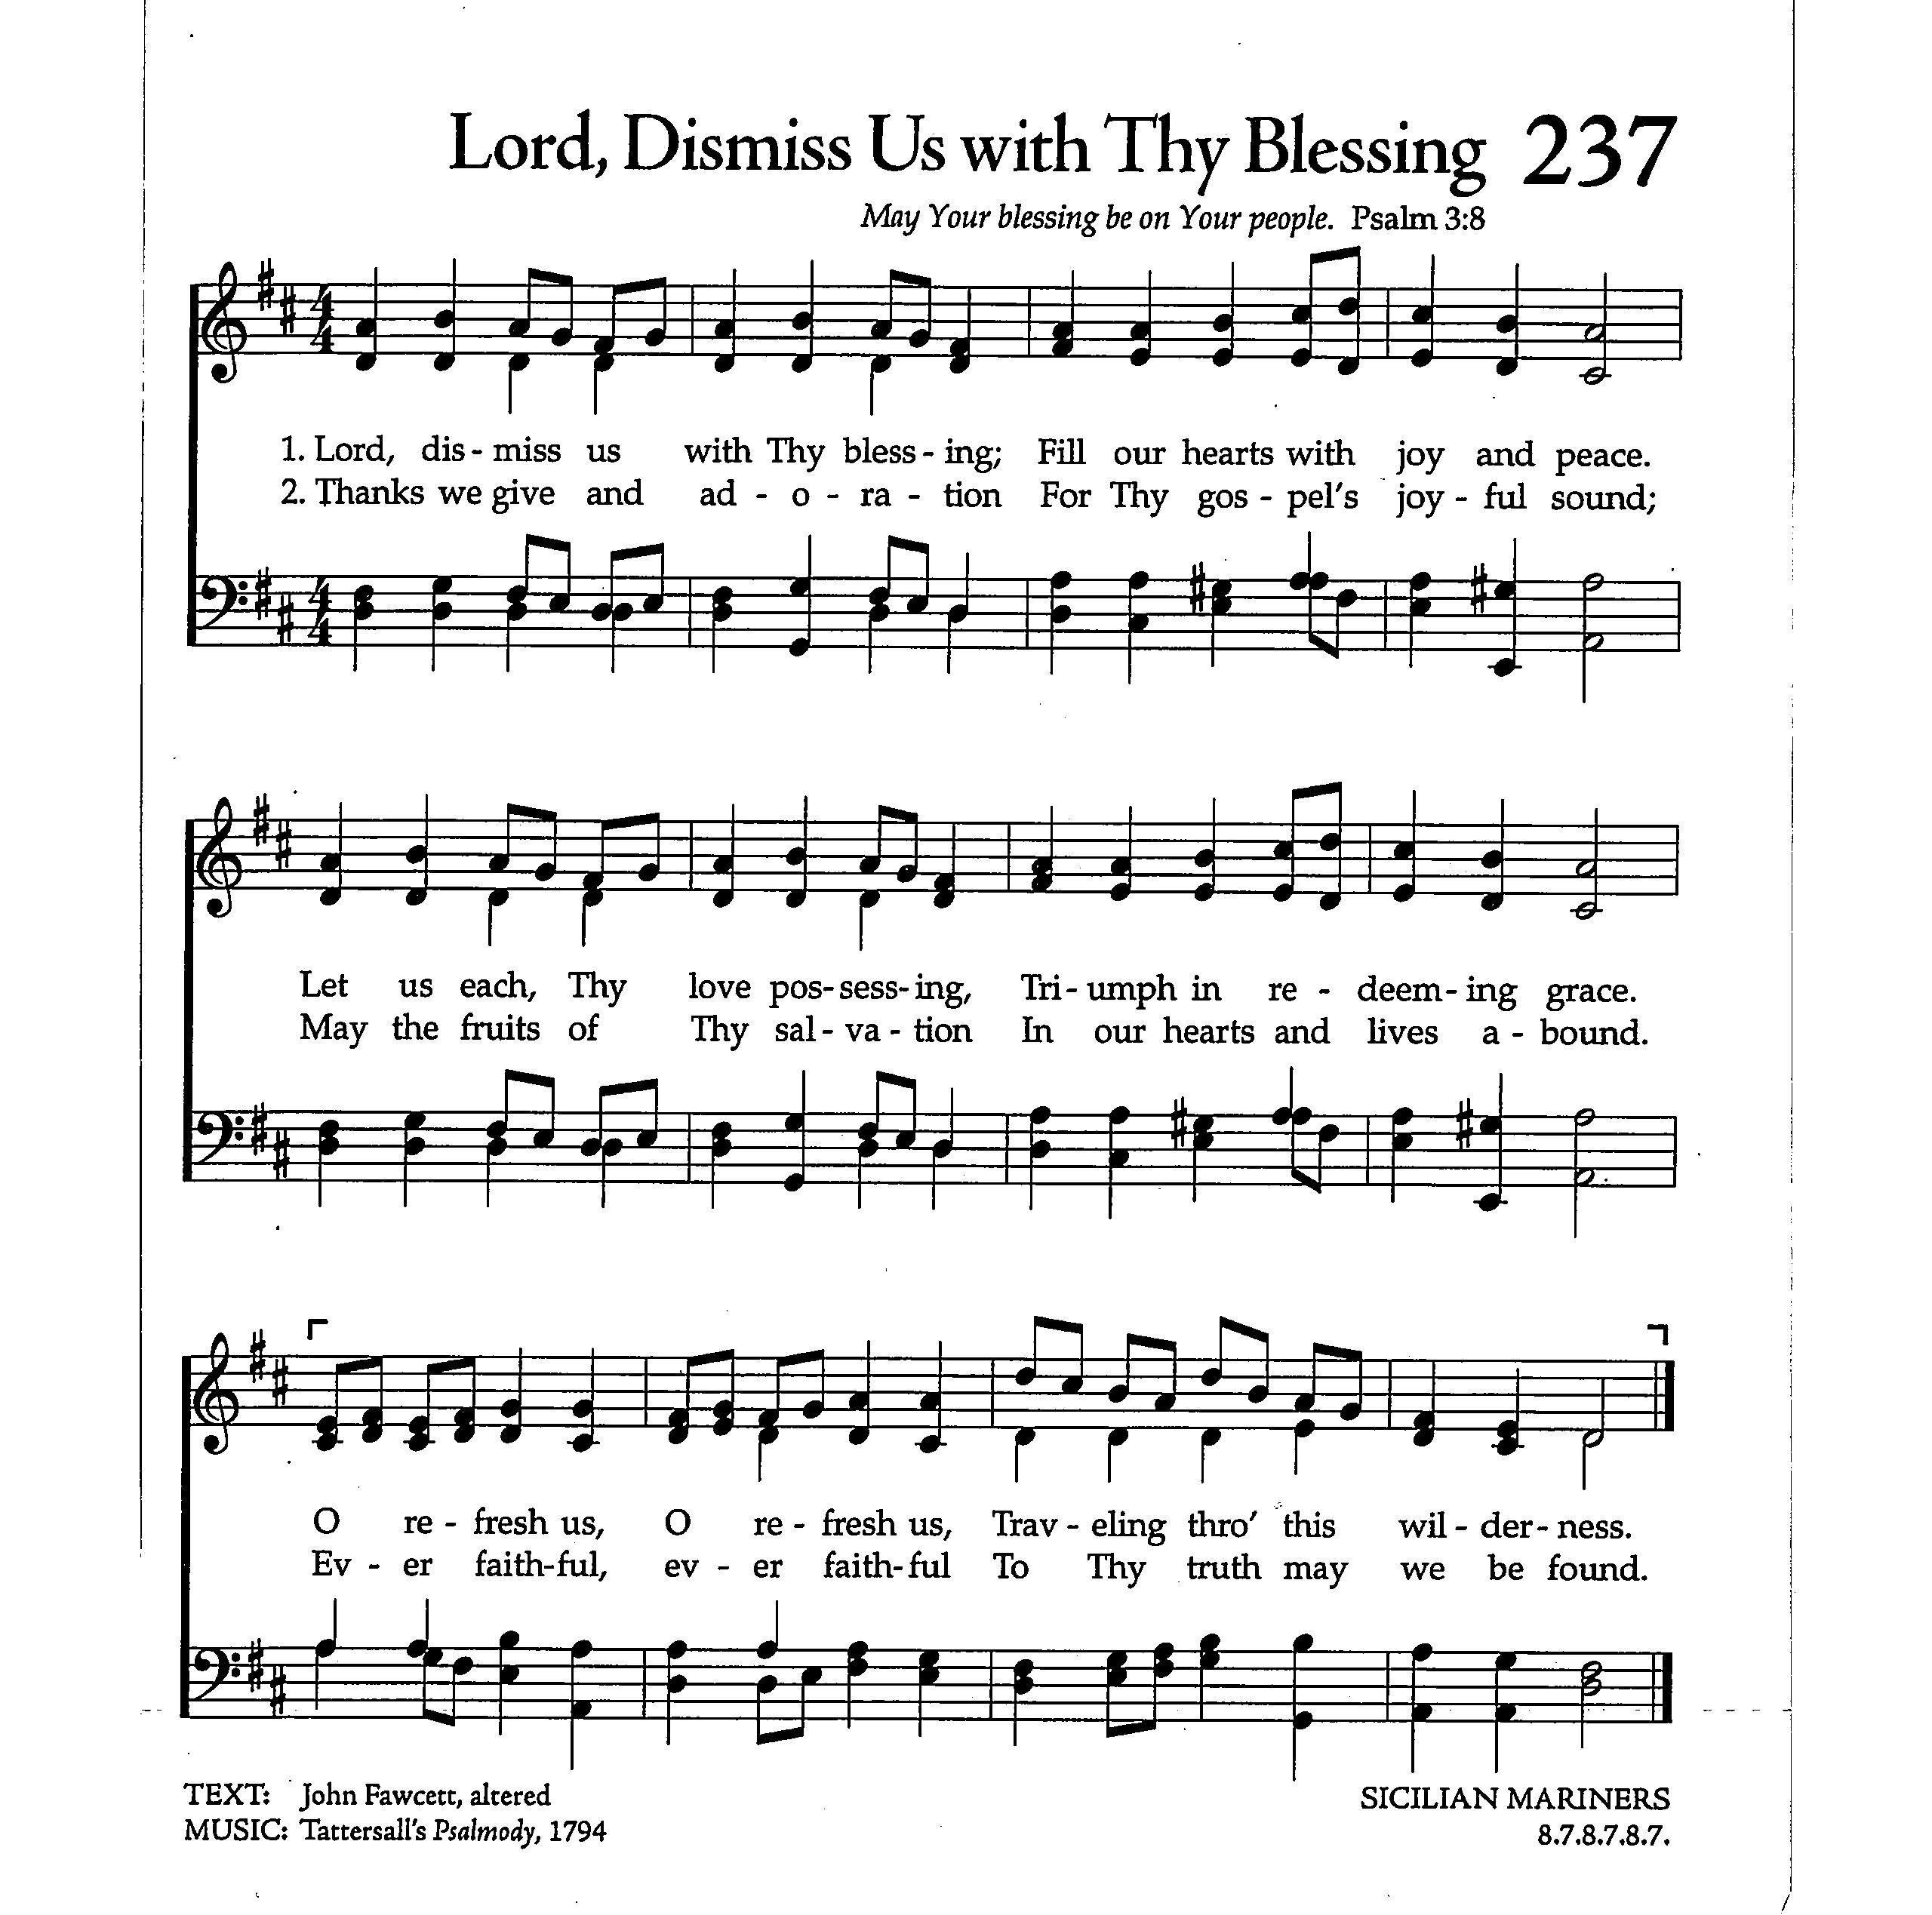 Lord, Dismiss Us with Thy Blessing 237
May Your blessing be on Your people. Psalm 3:8
1. Lord, dis - miss us with Thy bless - ing; Fill our hearts with joy and peace.
2. Thanks we give and ad - o - ra - tion For Thy gos - pel's joy - ful sound;
Let us each, Thy love pos - sess - ing, Tri - umph in re - deem - ing grace.
May the fruits of Thy sal - va - tion In our hearts and lives a - bound.
O re - fresh us, O re - fresh us, Trav - eling thro' this wil - der - ness.
Ev - er faith - ful, ev - er faith - ful To Thy truth may we be found.
TEXT: John Fawcett, altered
MUSIC: Tattersall's Psalmody, 1794
SICILIAN MARINERS
8.7.8.7.8.7.